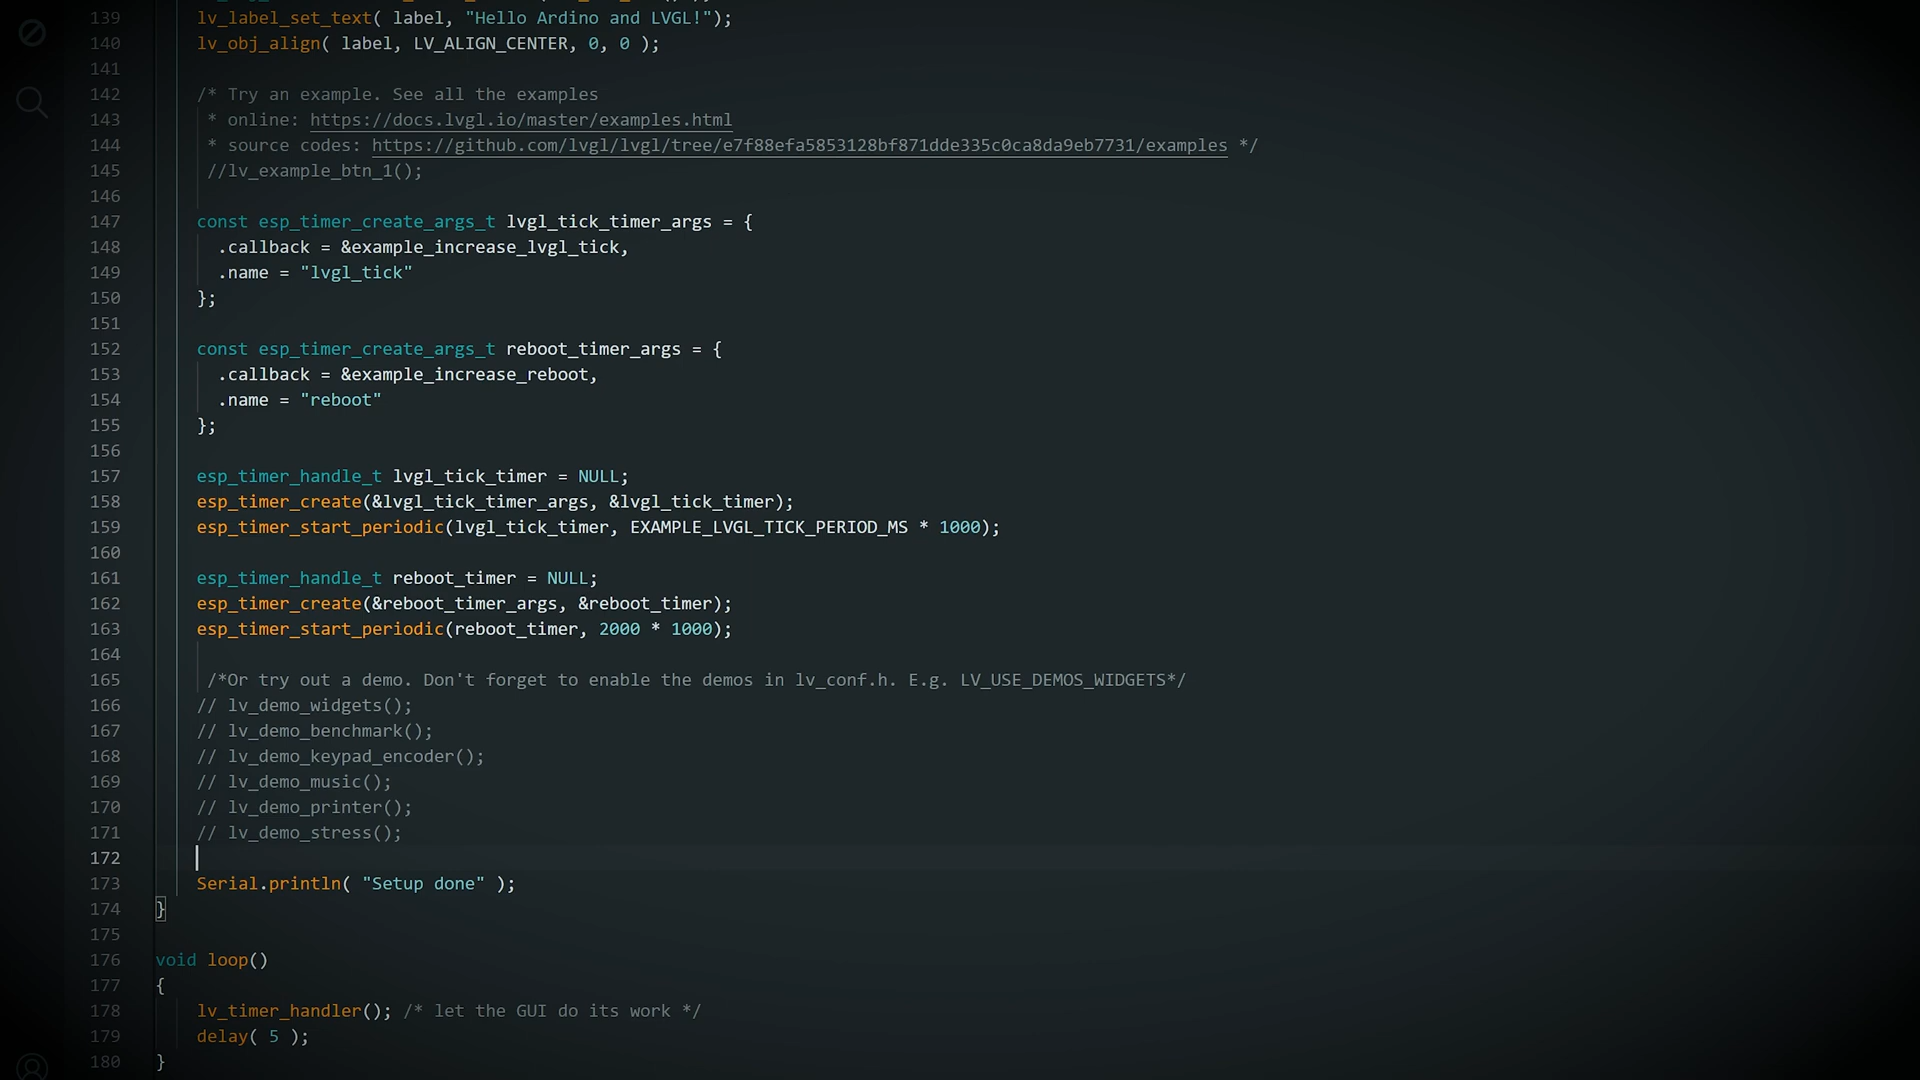 139 lv_label_set_text( label, "Hello Ardino and LVGL!");
140 lv_obj_align( label, LV_ALIGN_CENTER, 0, 0 );
141
142 /* Try an example. See all the examples
143 * online: https://docs.lvgl.io/master/examples.html
144 * source codes: https://github.com/lvgl/lvgl/tree/e7f88efa5853128bf871dde335c0ca8da9eb7731/examples */
145 //lv_example_btn_1();
146
147 const esp_timer_create_args_t lvgl_tick_timer_args = {
148 .callback = &example_increase_lvgl_tick,
149 .name = "lvgl_tick"
150 };
151
152 const esp_timer_create_args_t reboot_timer_args = {
153 .callback = &example_increase_reboot,
154 .name = "reboot"
155 };
156
157 esp_timer_handle_t lvgl_tick_timer = NULL;
158 esp_timer_create(&lvgl_tick_timer_args, &lvgl_tick_timer);
159 esp_timer_start_periodic(lvgl_tick_timer, EXAMPLE_LVGL_TICK_PERIOD_MS * 1000);
160
161 esp_timer_handle_t reboot_timer = NULL;
162 esp_timer_create(&reboot_timer_args, &reboot_timer);
163 esp_timer_start_periodic(reboot_timer, 2000 * 1000);
164
165 /*Or try out a demo. Don't forget to enable the demos in lv_conf.h. E.g. LV_USE_DEMOS_WIDGETS*/
166 // lv_demo_widgets();
167 // lv_demo_benchmark();
168 // lv_demo_keypad_encoder();
169 // lv_demo_music();
170 // lv_demo_printer();
171 // lv_demo_stress();
172
173 Serial.println( "Setup done" );
174 }
175
176 void loop()
177 {
178 lv_timer_handler(); /* let the GUI do its work */
179 delay( 5 );
180 }